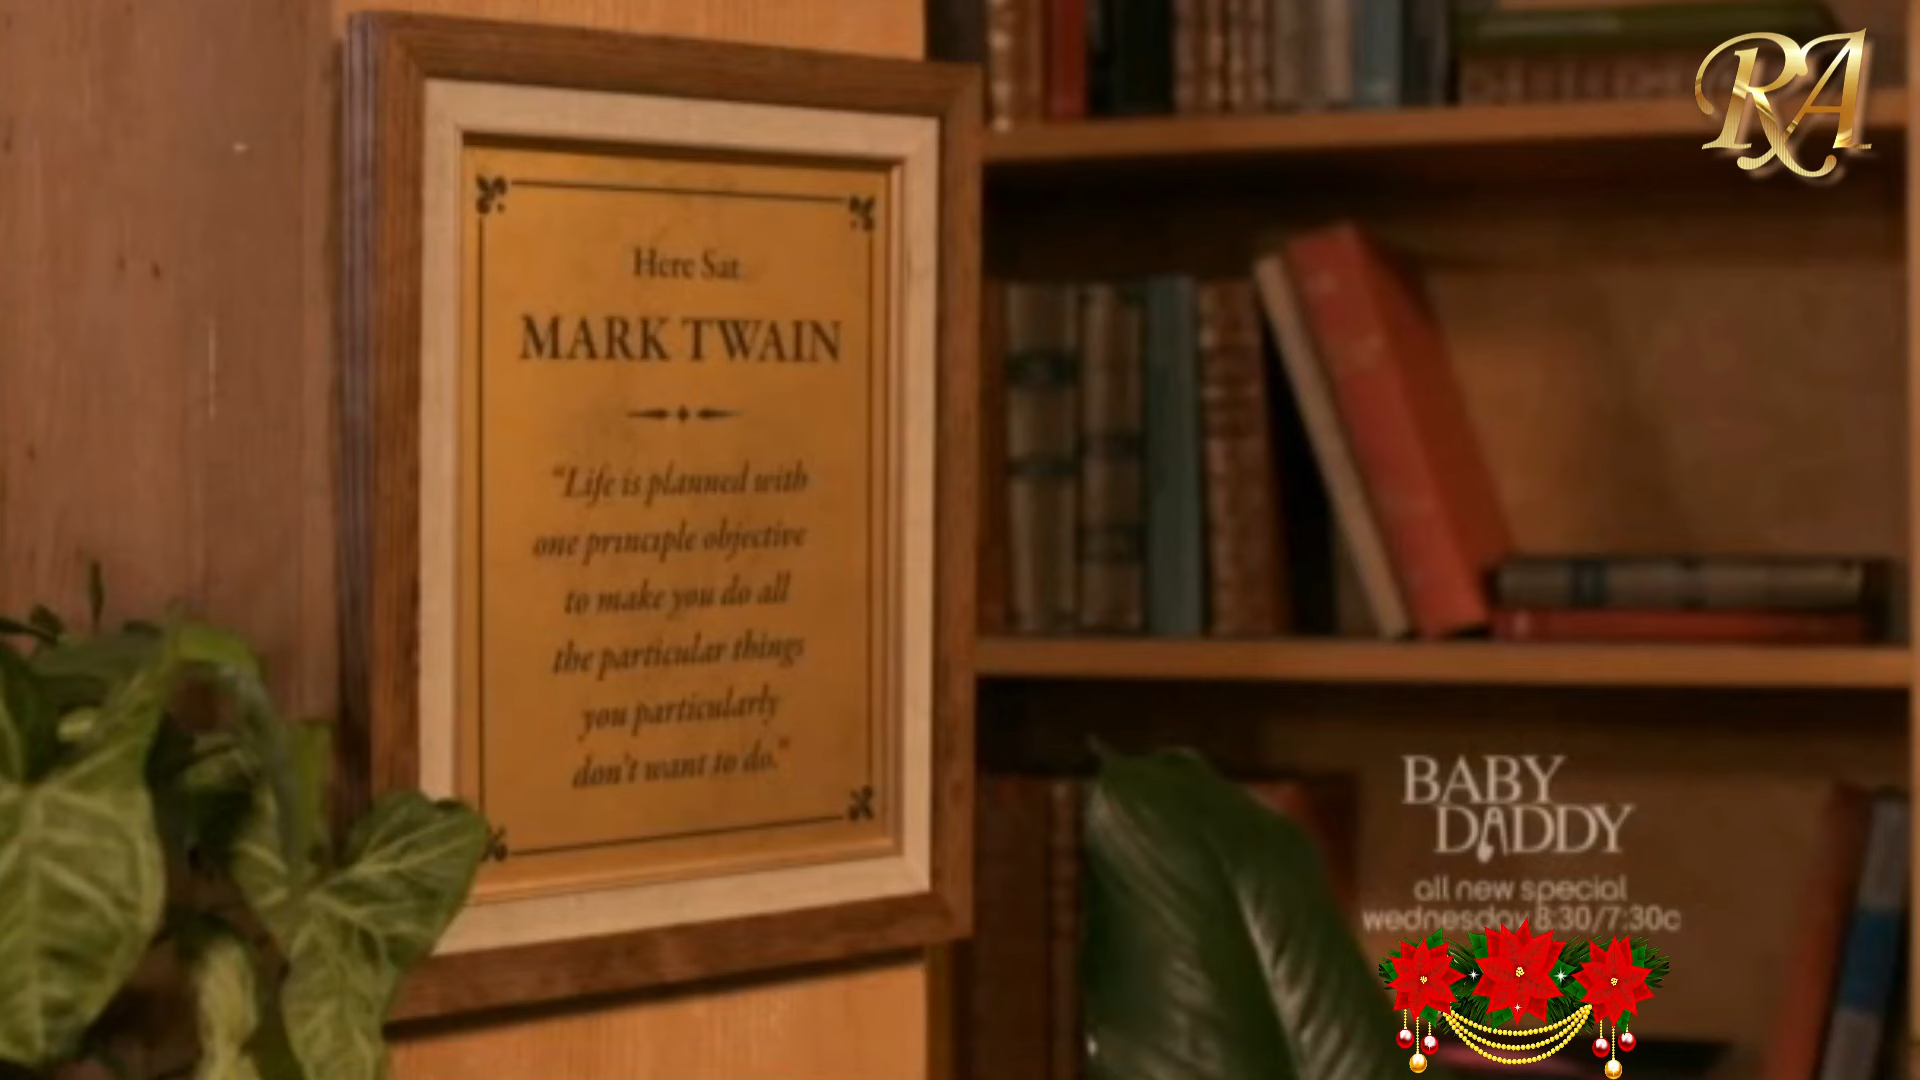 RA
Here Sat
MARK TWAIN
“Life is planned with
one principle objective
to make you do all
the particular things
you particularly
don't want to do.”
BABY
DADDY
all new special
wednesday 8:30/7:30c